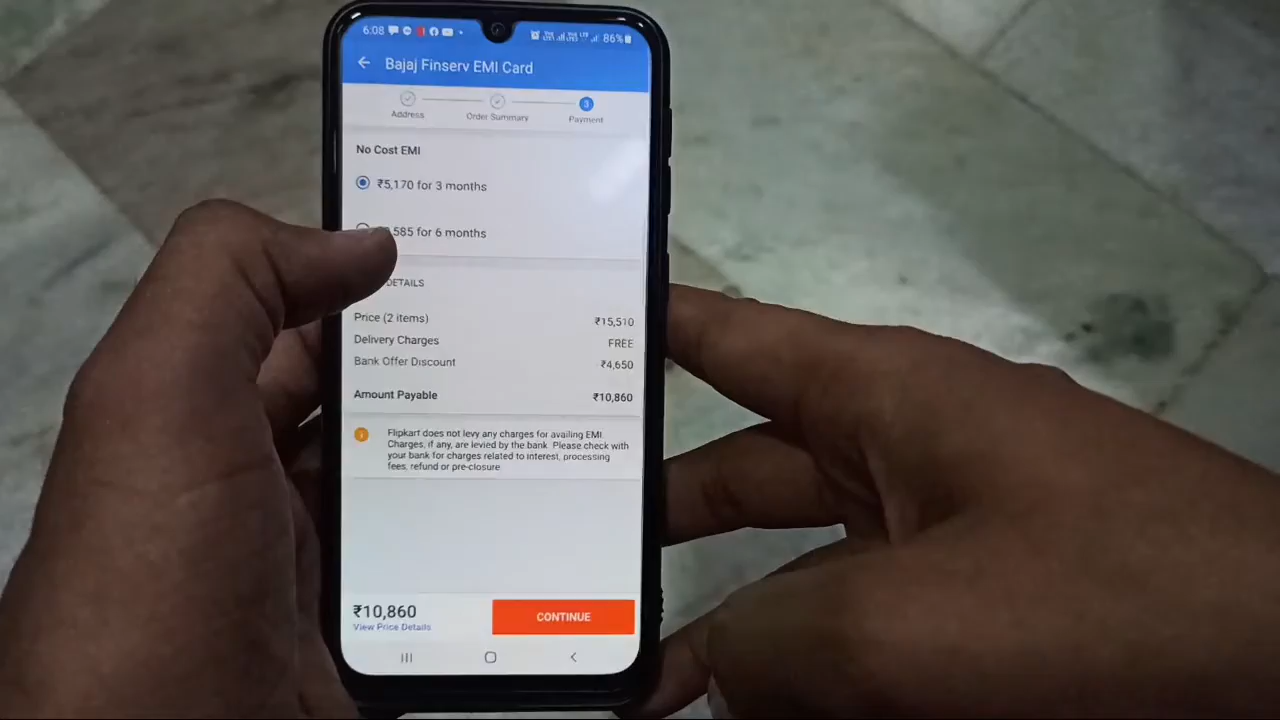 6:08
86%
Bajaj Finserv EMI Card
3
Address
Order Summary
Payment
No Cost EMI
₹5,170 for 3 months
585 for 6 months
DETAILS
Price (2 items)
₹15,510
Delivery Charges
FREE
Bank Offer Discount
₹4,650
Amount Payable
₹10,860
Flipkart does not levy any charges for availing EMI.
Charges, if any, are levied by the bank. Please check with
your bank for charges related to interest, processing
fees, refund or pre-closure
₹10,860
View Price Details
CONTINUE